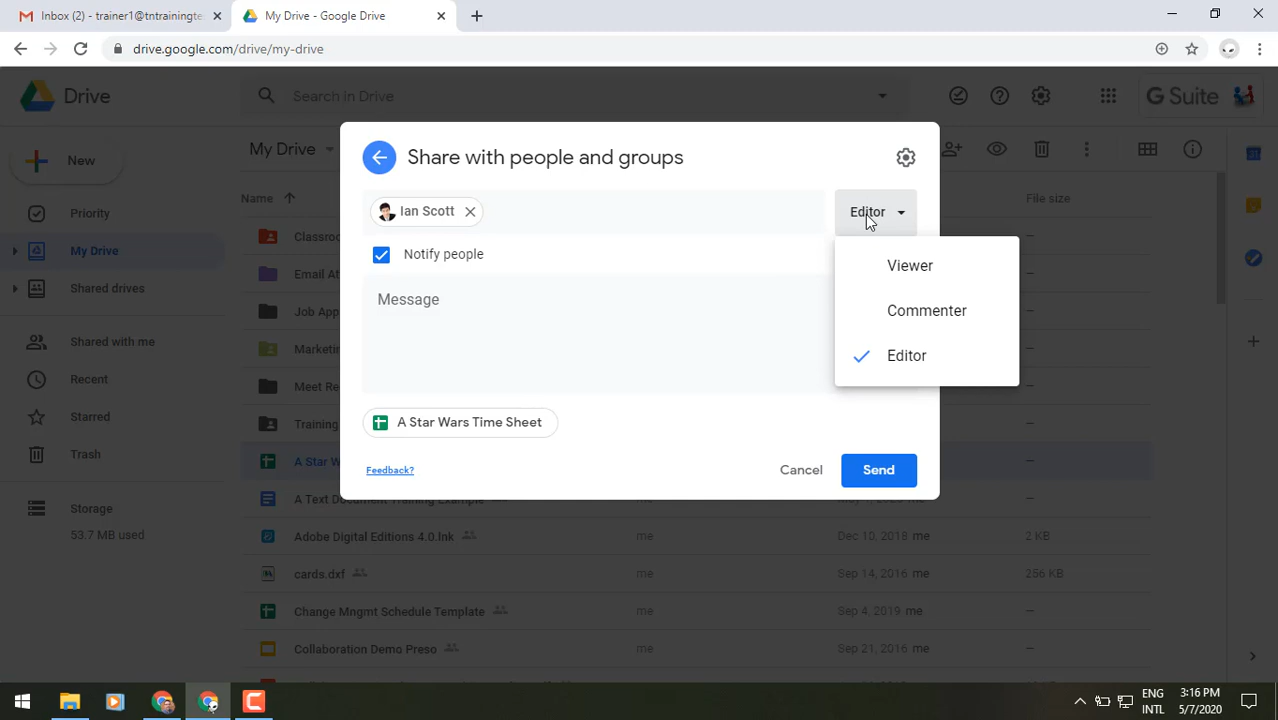 Inbox (2) - trainer1@tntrainingte
My Drive - Google Drive
drive.google.com/drive/my-drive
Drive
Search in Drive
G Suite
New
My Drive
Share with people and groups
Name
File size
Ian Scott
Editor
Priority
Classroo
Notify people
Viewer
My Drive
Email At
Shared drives
Message
Commenter
Job App
Shared with me
Marketin
Editor
Recent
Meet Re
Starred
Training
A Star Wars Time Sheet
Trash
A Star W
Feedback?
Cancel
Send
Storage
A Text Document Training Example
me
May 1, 2020 me
53.7 MB used
Adobe Digital Editions 4.0.lnk
me
Dec 10, 2018 me
2 KB
cards.dxf
me
Sep 14, 2016 me
256 KB
Change Mngmt Schedule Template
me
Sep 4, 2019 me
Collaboration Demo Preso
me
Sep 21, 2016 me
ENG
INTL
3:16 PM
5/7/2020